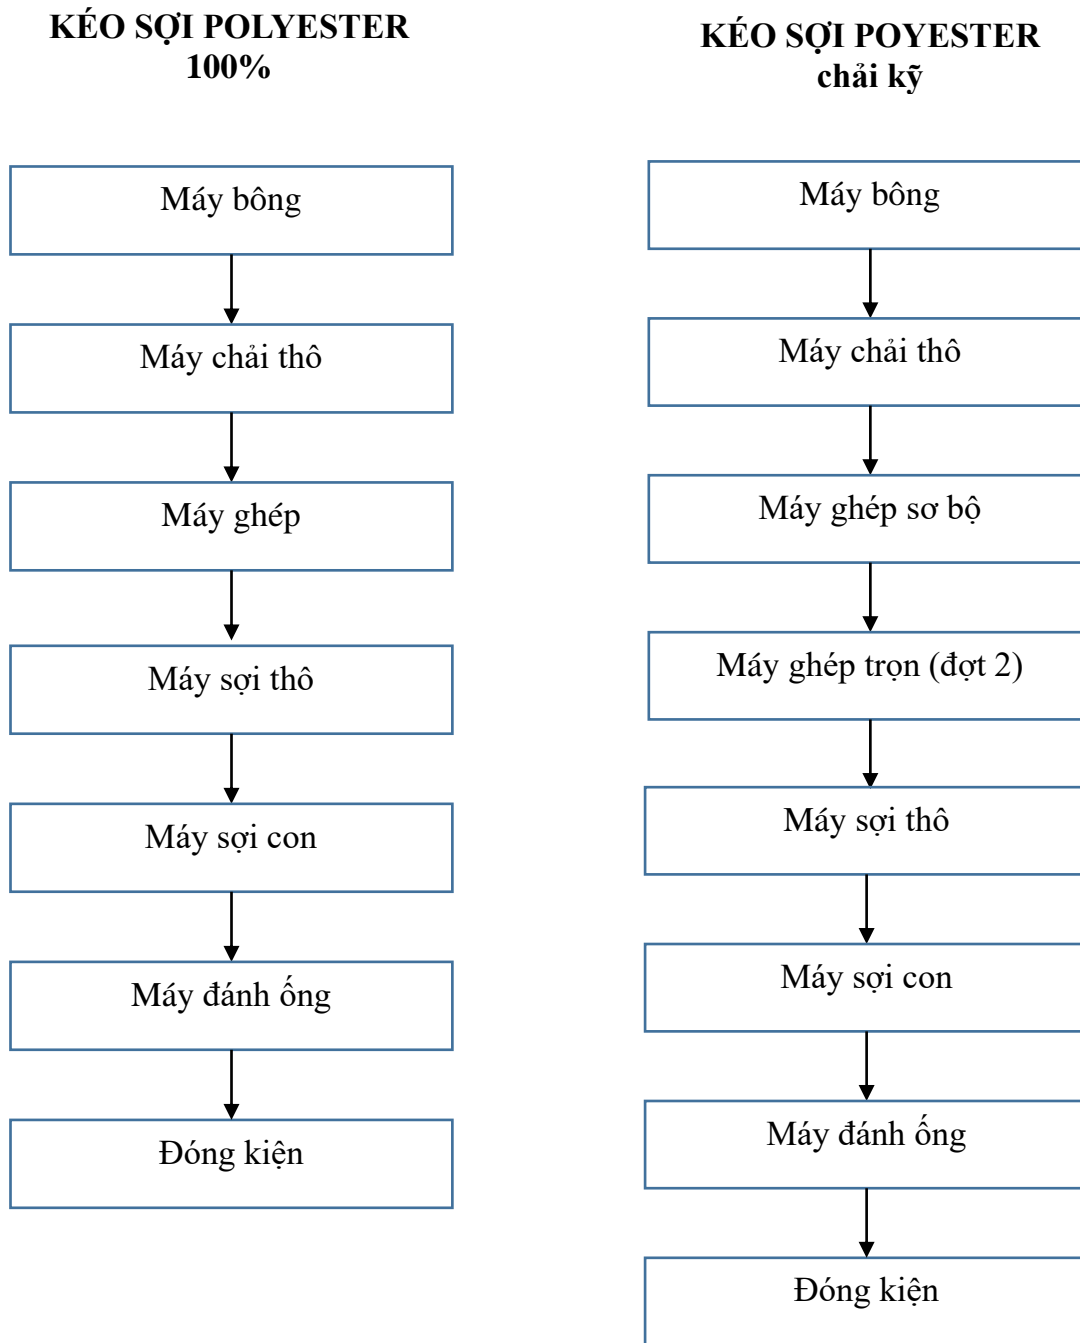 KÉO SỢI POLYESTER
100%
Máy bông
Máy chải thô
Máy ghép
Máy sợi thô
Máy sợi con
Máy đánh ống
Đóng kiện
KÉO SỢI POYESTER
chải kỹ
Máy bông
Máy chải thô
Máy ghép sơ bộ
Máy ghép trọn (đợt 2)
Máy sợi thô
Máy sợi con
Máy đánh ống
Đóng kiện